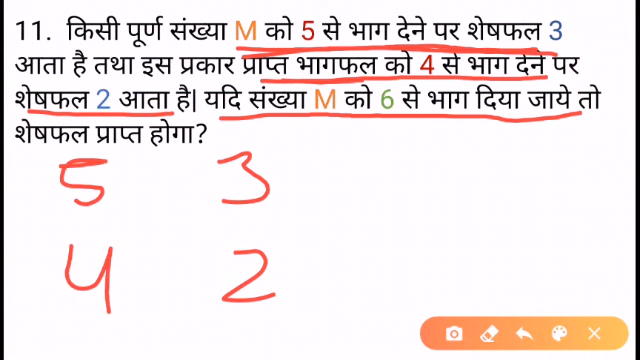 11. किसी पूर्ण संख्या M को 5 से भाग देने पर शेषफल 3
आता है तथा इस प्रकार प्राप्त भागफल को 4 से भाग देने पर
शेषफल 2 आता है| यदि संख्या M को 6 से भाग दिया जाये तो
शेषफल प्राप्त होगा?
5 3
4 2